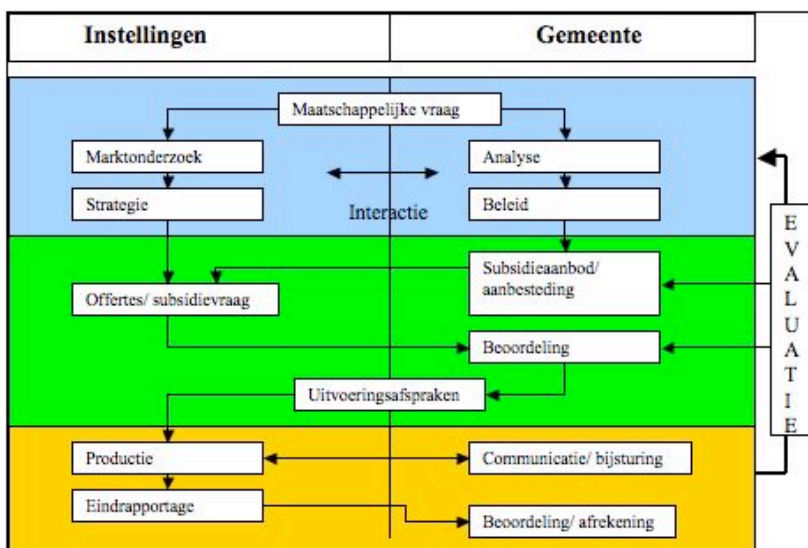 Instellingen
Gemeente
Maatschappelijke vraag
Marktonderzoek
Analyse
Strategie
Interactie
Beleid
Subsidieaanbod/
aanbesteding
Offertes/ subsidievraag
Beoordeling
Uitvoeringsafspraken
Productie
Communicatie/ bijsturing
Eindrapportage
Beoordeling/ afrekening
E
V
A
L
U
A
T
I
E